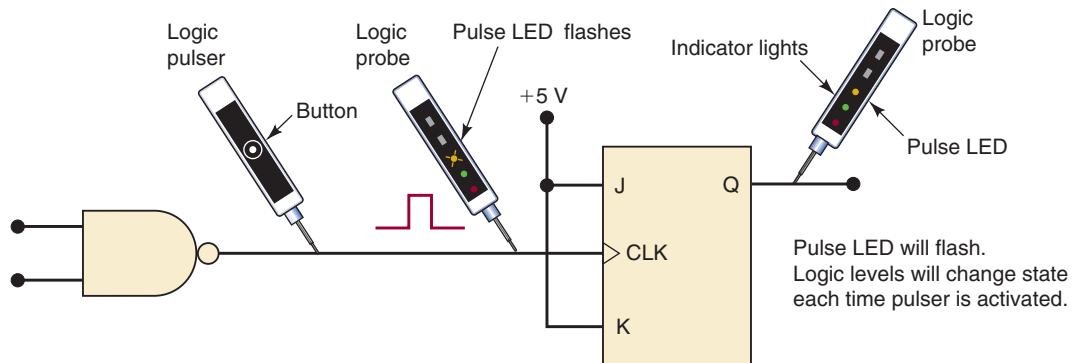 Logic
pulser
Button
Logic
probe
Pulse LED flashes
+5 V
Indicator lights
Logic
probe
Pulse LED
J
Q
CLK
K
Pulse LED will flash.
Logic levels will change state
each time pulser is activated.